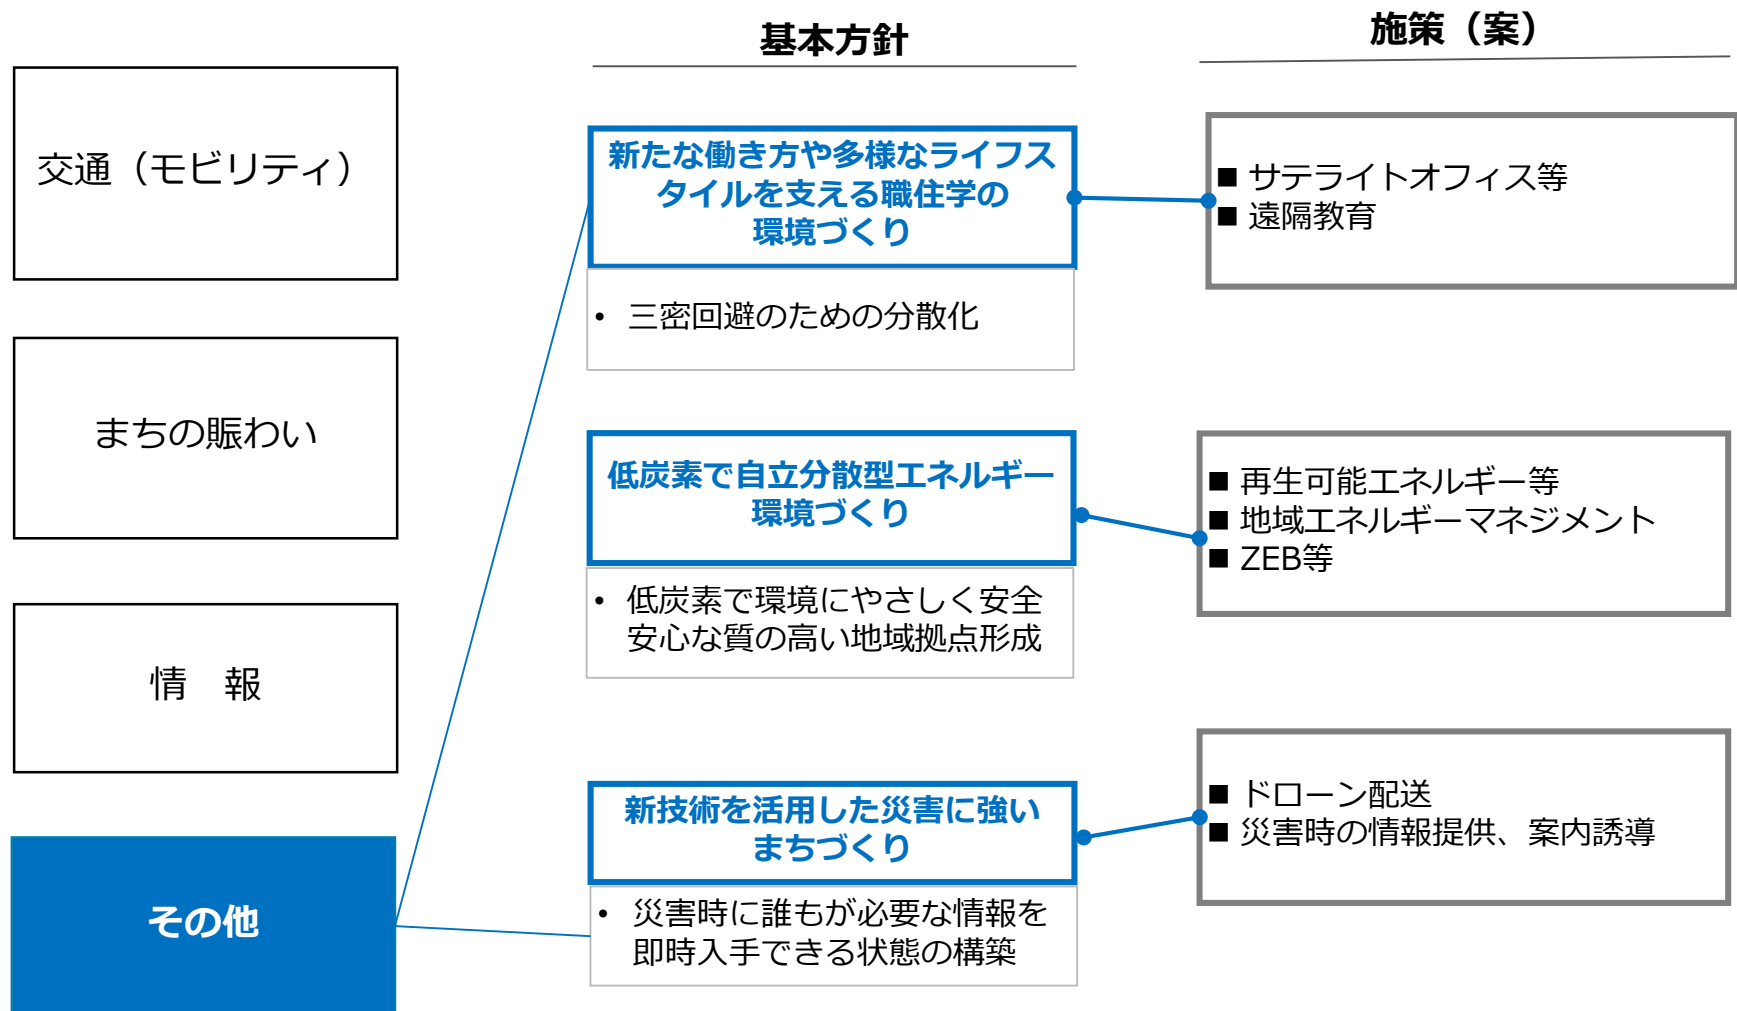 基本方針
施策（案）
交通（モビリティ）
まちの賑わい
情　報
その他
新たな働き方や多様なライフス
タイルを支える職住学の
環境づくり
• 三密回避のための分散化
■ サテライトオフィス等
■ 遠隔教育
低炭素で自立分散型エネルギー
環境づくり
• 低炭素で環境にやさしく安全
安心な質の高い地域拠点形成
■ 再生可能エネルギー等
■ 地域エネルギーマネジメント
■ ZEB等
新技術を活用した災害に強い
まちづくり
• 災害時に誰もが必要な情報を
即時入手できる状態の構築
■ ドローン配送
■ 災害時の情報提供、案内誘導